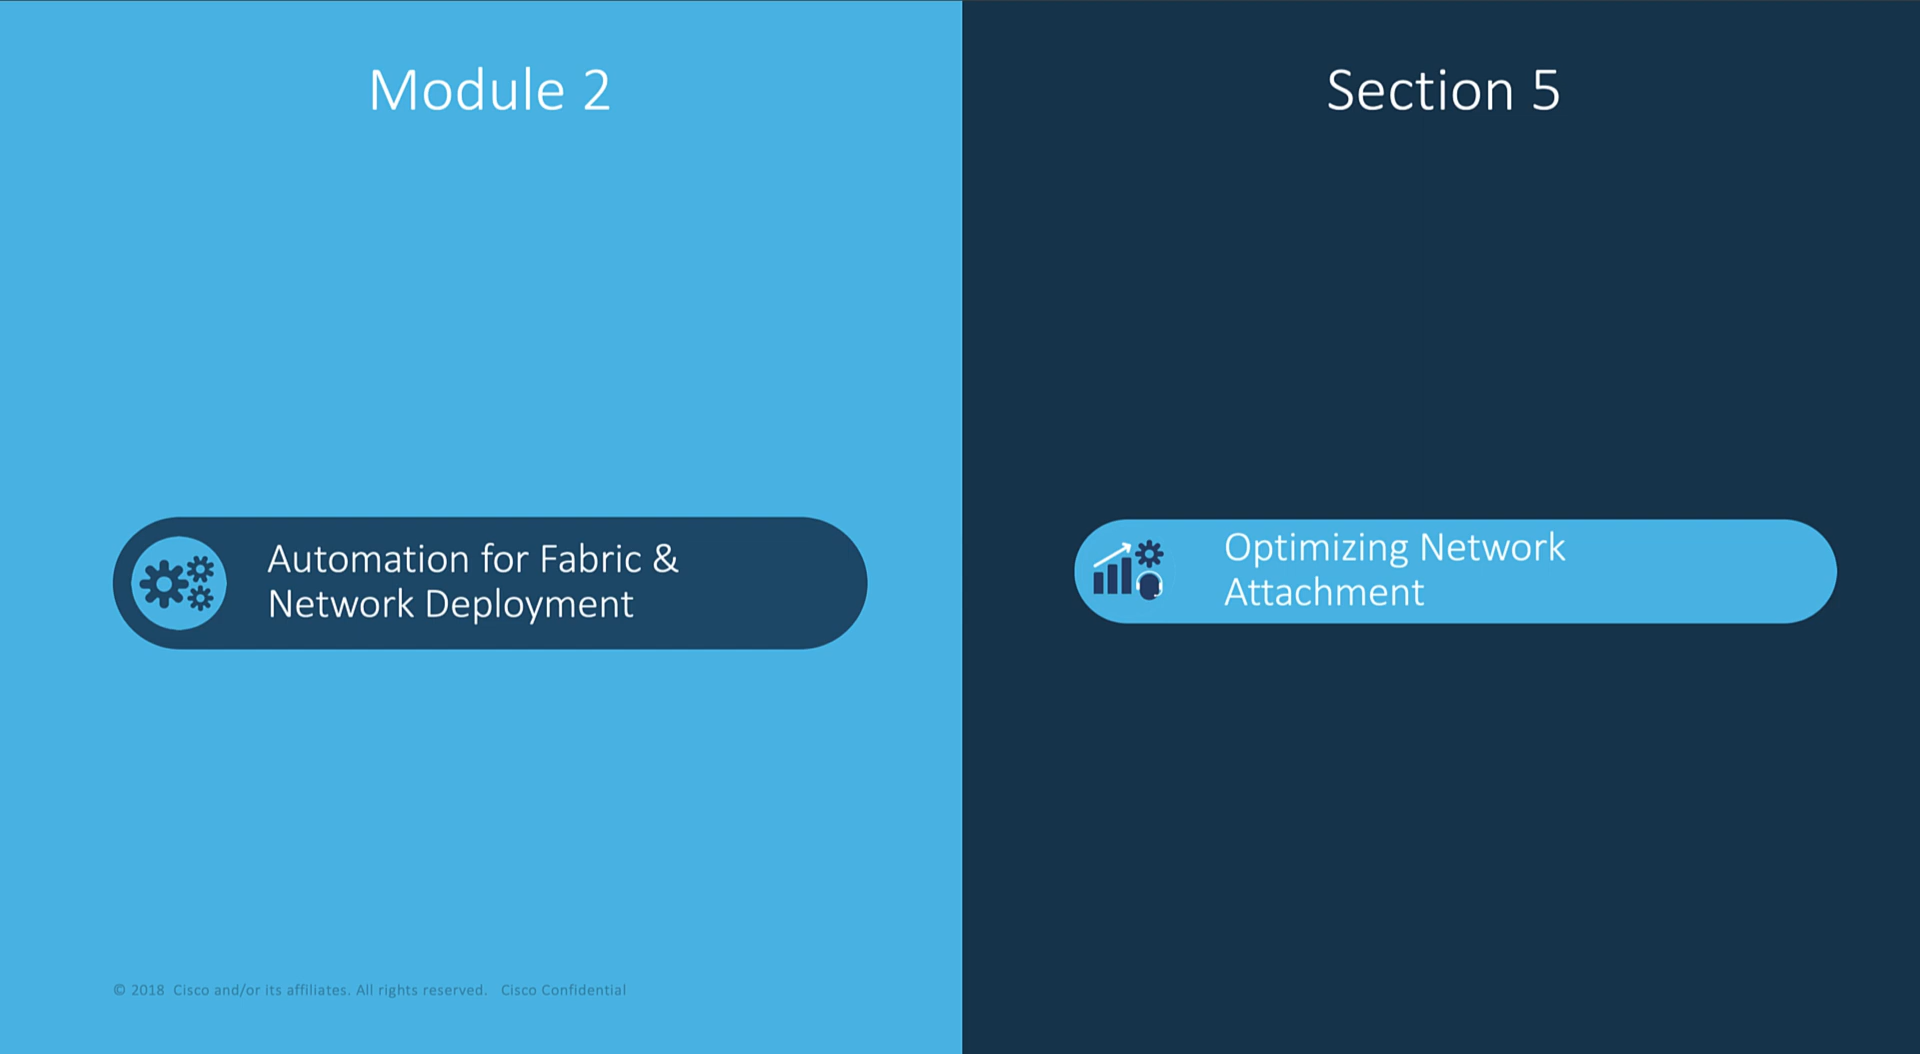 Module 2
Automation for Fabric &
Network Deployment
© 2018 Cisco and/or its affiliates. All rights reserved. Cisco Confidential
Section 5
Optimizing Network
Attachment